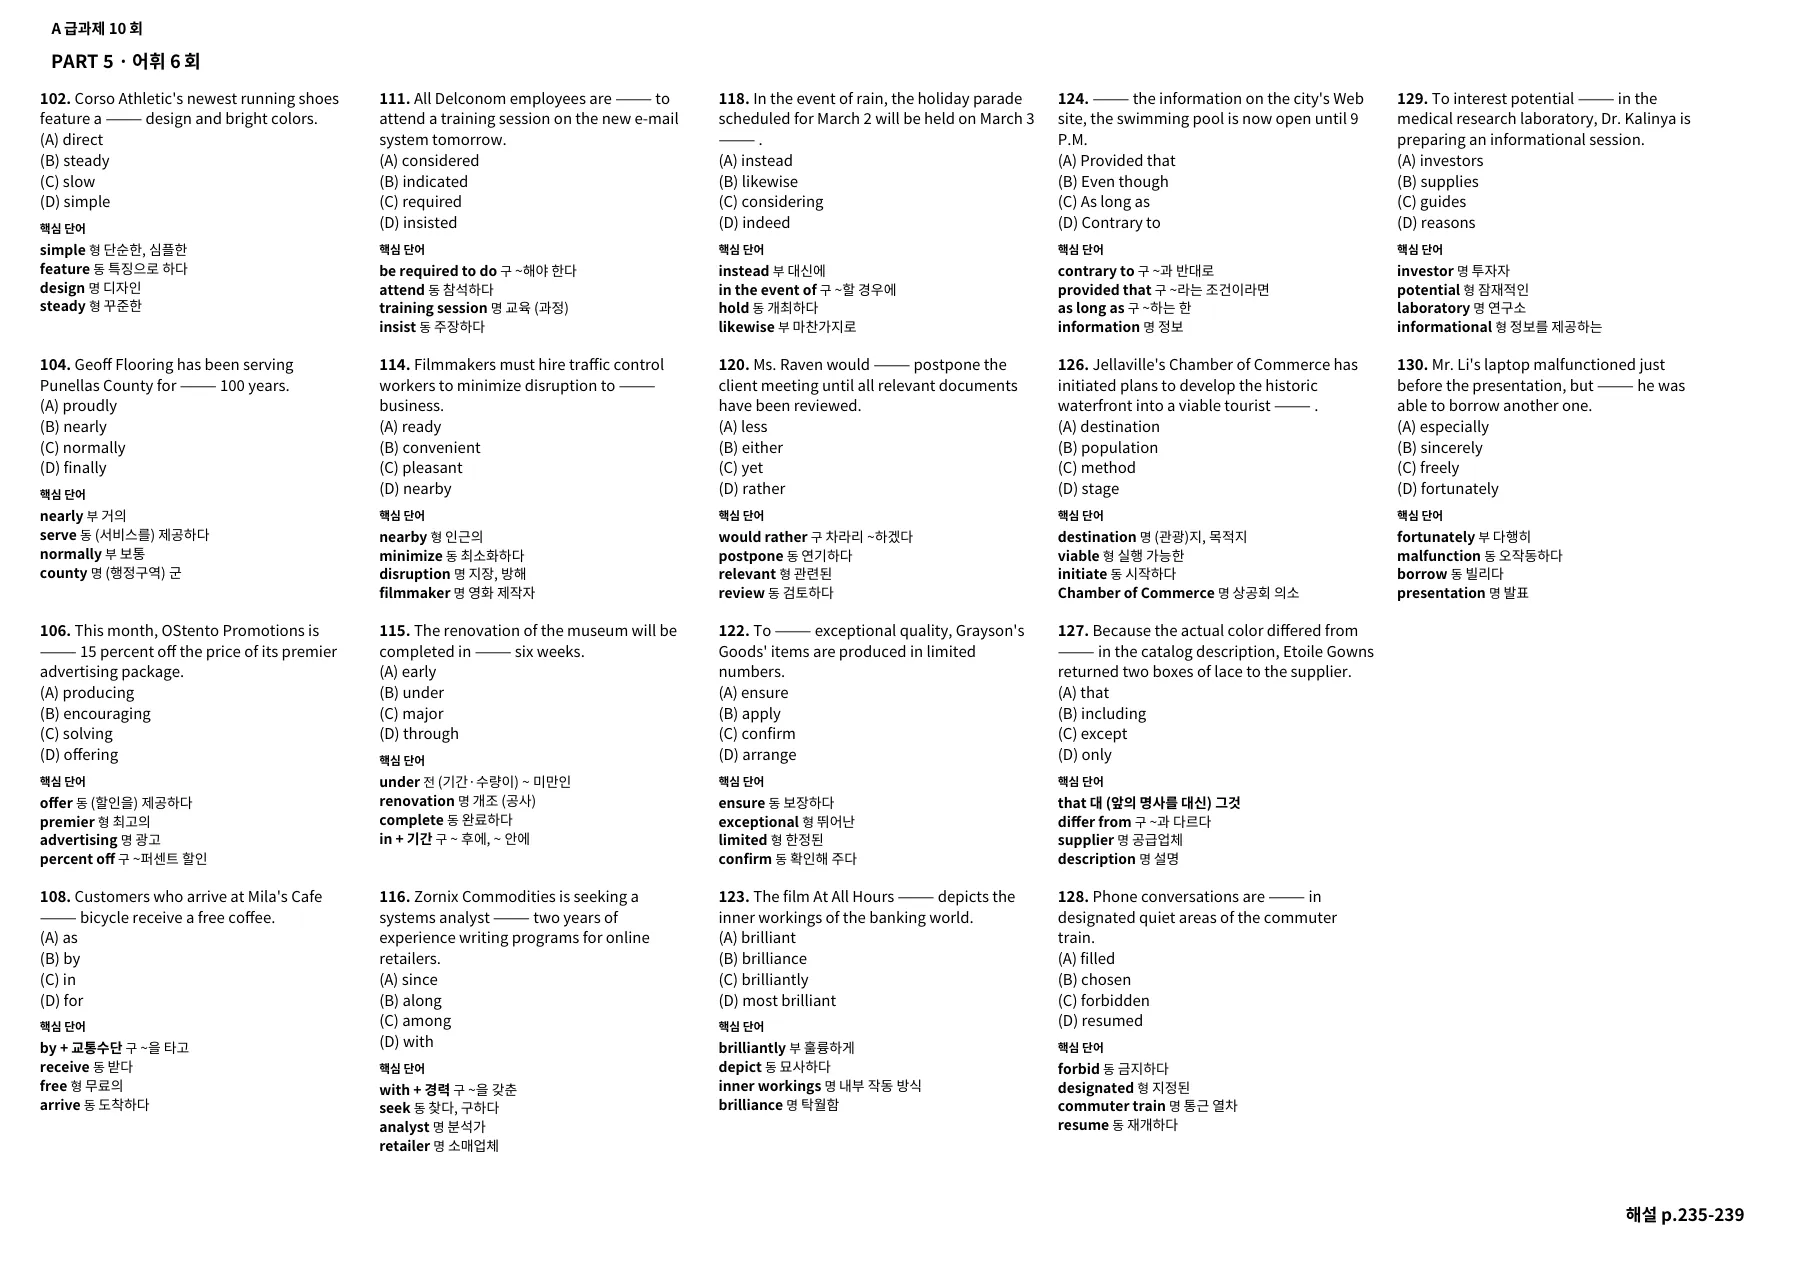 A 급과제 10 회
PART 5 · 어휘 6 회
102. Corso Athletic's newest running shoes
feature a ―― design and bright colors.
(A) direct
(B) steady
(C) slow
(D) simple
핵심 단어
simple 형 단순한, 심플한
feature 동 특징으로 하다
design 명 디자인
steady 형 꾸준한
104. Geoff Flooring has been serving
Punellas County for ―― 100 years.
(A) proudly
(B) nearly
(C) normally
(D) finally
핵심 단어
nearly 부 거의
serve 동 (서비스를) 제공하다
normally 부 보통
county 명 (행정구역) 군
106. This month, OStento Promotions is
―― 15 percent off the price of its premier
advertising package.
(A) producing
(B) encouraging
(C) solving
(D) offering
핵심 단어
offer 동 (할인을) 제공하다
premier 형 최고의
advertising 명 광고
percent off 구 ~퍼센트 할인
108. Customers who arrive at Mila's Cafe
―― bicycle receive a free coffee.
(A) as
(B) by
(C) in
(D) for
핵심 단어
by + 교통수단 구 ~을 타고
receive 동 받다
free 형 무료의
arrive 동 도착하다
111. All Delconom employees are ―― to
attend a training session on the new e-mail
system tomorrow.
(A) considered
(B) indicated
(C) required
(D) insisted
핵심 단어
be required to do 구 ~해야 한다
attend 동 참석하다
training session 명 교육 (과정)
insist 동 주장하다
114. Filmmakers must hire traffic control
workers to minimize disruption to ――
business.
(A) ready
(B) convenient
(C) pleasant
(D) nearby
핵심 단어
nearby 형 인근의
minimize 동 최소화하다
disruption 명 지장, 방해
filmmaker 명 영화 제작자
115. The renovation of the museum will be
completed in ―― six weeks.
(A) early
(B) under
(C) major
(D) through
핵심 단어
under 전 (기간·수량이) ~ 미만인
renovation 명 개조 (공사)
complete 동 완료하다
in + 기간 구 ~ 후에, ~ 안에
116. Zornix Commodities is seeking a
systems analyst ―― two years of
experience writing programs for online
retailers.
(A) since
(B) along
(C) among
(D) with
핵심 단어
with + 경력 구 ~을 갖춘
seek 동 찾다, 구하다
analyst 명 분석가
retailer 명 소매업체
118. In the event of rain, the holiday parade
scheduled for March 2 will be held on March 3
―― .
(A) instead
(B) likewise
(C) considering
(D) indeed
핵심 단어
instead 부 대신에
in the event of 구 ~할 경우에
hold 동 개최하다
likewise 부 마찬가지로
120. Ms. Raven would ―― postpone the
client meeting until all relevant documents
have been reviewed.
(A) less
(B) either
(C) yet
(D) rather
핵심 단어
would rather 구 차라리 ~하겠다
postpone 동 연기하다
relevant 형 관련된
review 동 검토하다
122. To ―― exceptional quality, Grayson's
Goods' items are produced in limited
numbers.
(A) ensure
(B) apply
(C) confirm
(D) arrange
핵심 단어
ensure 동 보장하다
exceptional 형 뛰어난
limited 형 한정된
confirm 동 확인해 주다
123. The film At All Hours ―― depicts the
inner workings of the banking world.
(A) brilliant
(B) brilliance
(C) brilliantly
(D) most brilliant
핵심 단어
brilliantly 부 훌륭하게
depict 동 묘사하다
inner workings 명 내부 작동 방식
brilliance 명 탁월함
124. ―― the information on the city's Web
site, the swimming pool is now open until 9
P.M.
(A) Provided that
(B) Even though
(C) As long as
(D) Contrary to
핵심 단어
contrary to 구 ~과 반대로
provided that 구 ~라는 조건이라면
as long as 구 ~하는 한
information 명 정보
126. Jellaville's Chamber of Commerce has
initiated plans to develop the historic
waterfront into a viable tourist ―― .
(A) destination
(B) population
(C) method
(D) stage
핵심 단어
destination 명 (관광)지, 목적지
viable 형 실행 가능한
initiate 동 시작하다
Chamber of Commerce 명 상공회 의소
127. Because the actual color differed from
―― in the catalog description, Etoile Gowns
returned two boxes of lace to the supplier.
(A) that
(B) including
(C) except
(D) only
핵심 단어
that 대 (앞의 명사를 대신) 그것
differ from 구 ~과 다르다
supplier 명 공급업체
description 명 설명
128. Phone conversations are ―― in
designated quiet areas of the commuter
train.
(A) filled
(B) chosen
(C) forbidden
(D) resumed
핵심 단어
forbid 동 금지하다
designated 형 지정된
commuter train 명 통근 열차
resume 동 재개하다
129. To interest potential ―― in the
medical research laboratory, Dr. Kalinya is
preparing an informational session.
(A) investors
(B) supplies
(C) guides
(D) reasons
핵심 단어
investor 명 투자자
potential 형 잠재적인
laboratory 명 연구소
informational 형 정보를 제공하는
130. Mr. Li's laptop malfunctioned just
before the presentation, but ―― he was
able to borrow another one.
(A) especially
(B) sincerely
(C) freely
(D) fortunately
핵심 단어
fortunately 부 다행히
malfunction 동 오작동하다
borrow 동 빌리다
presentation 명 발표
해설 p.235-239